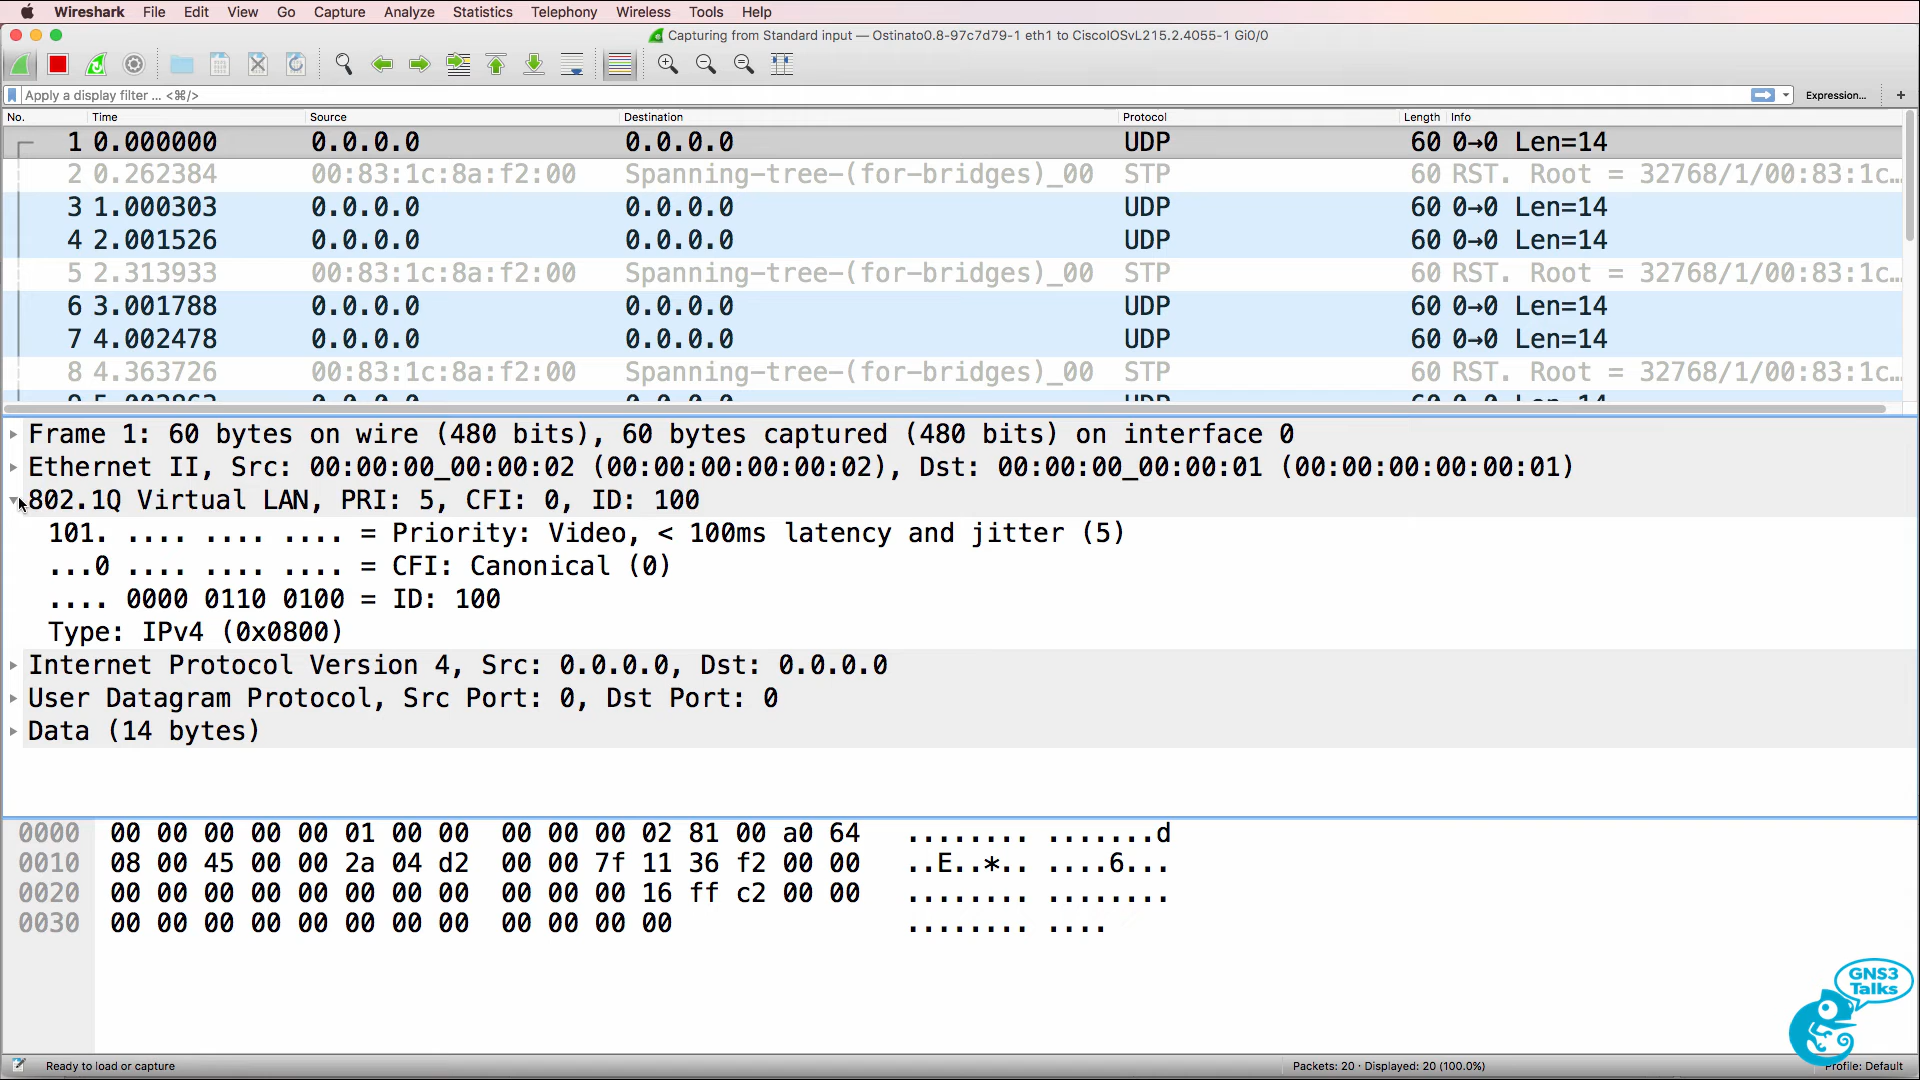 Wireshark File Edit View Go Capture Analyze Statistics Telephony Wireless Tools Help
Capturing from Standard input — Ostinato0.8-97c7d79-1 eth1 to CiscoIOSvL215.2.4055-1 Gi0/0
Apply a display filter ... <⌘/> Expression... +
No. Time Source Destination Protocol Length Info
1 0.000000 0.0.0.0 0.0.0.0 UDP 60 0→0 Len=14
2 0.262384 00:83:1c:8a:f2:00 Spanning-tree-(for-bridges)_00 STP 60 RST. Root = 32768/1/00:83:1c...
3 1.000303 0.0.0.0 0.0.0.0 UDP 60 0→0 Len=14
4 2.001526 0.0.0.0 0.0.0.0 UDP 60 0→0 Len=14
5 2.313933 00:83:1c:8a:f2:00 Spanning-tree-(for-bridges)_00 STP 60 RST. Root = 32768/1/00:83:1c...
6 3.001788 0.0.0.0 0.0.0.0 UDP 60 0→0 Len=14
7 4.002478 0.0.0.0 0.0.0.0 UDP 60 0→0 Len=14
8 4.363726 00:83:1c:8a:f2:00 Spanning-tree-(for-bridges)_00 STP 60 RST. Root = 32768/1/00:83:1c...
Frame 1: 60 bytes on wire (480 bits), 60 bytes captured (480 bits) on interface 0
Ethernet II, Src: 00:00:00_00:00:02 (00:00:00:00:00:02), Dst: 00:00:00_00:00:01 (00:00:00:00:00:01)
802.1Q Virtual LAN, PRI: 5, CFI: 0, ID: 100
101. .... .... .... = Priority: Video, < 100ms latency and jitter (5)
...0 .... .... .... = CFI: Canonical (0)
.... 0000 0110 0100 = ID: 100
Type: IPv4 (0x0800)
Internet Protocol Version 4, Src: 0.0.0.0, Dst: 0.0.0.0
User Datagram Protocol, Src Port: 0, Dst Port: 0
Data (14 bytes)
0000 00 00 00 00 00 01 00 00 00 00 00 02 81 00 a0 64 ........ .......d
0010 08 00 45 00 00 2a 04 d2 00 00 7f 11 36 f2 00 00 ..E..*.. ....6...
0020 00 00 00 00 00 00 00 00 00 00 00 16 ff c2 00 00 ........ ........
0030 00 00 00 00 00 00 00 00 00 00 00 00 ........ ....
GNS3
Talks
Ready to load or capture Packets: 20 · Displayed: 20 (100.0%) Profile: Default